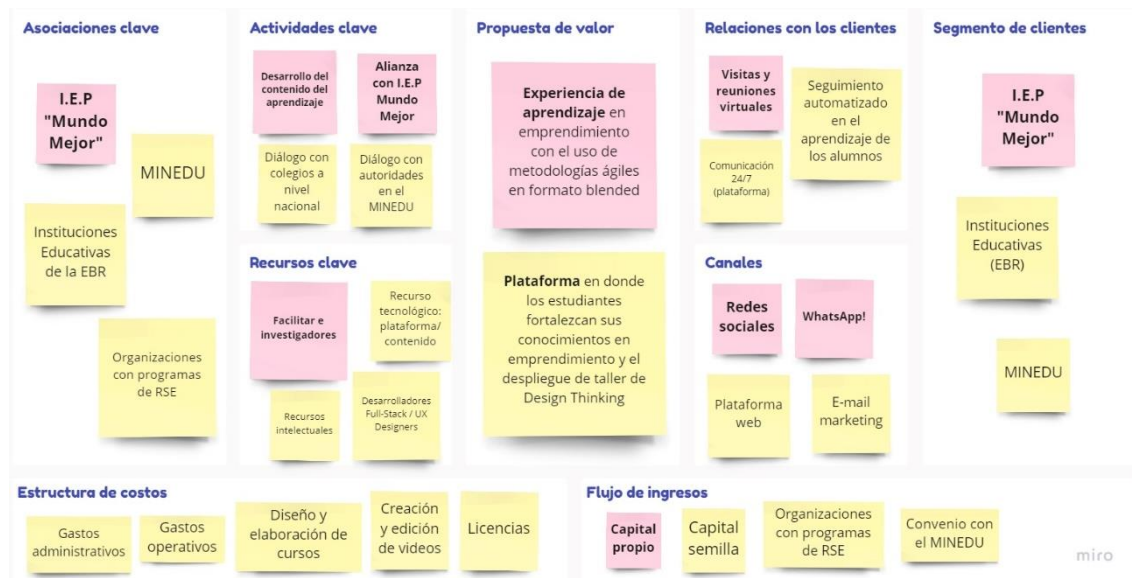 Asociaciones clave
I.E.P
"Mundo
Mejor"
MINEDU
Instituciones
Educativas
de la EBR
Organizaciones
con programas
de RSE
Actividades clave
Desarrollo del
contenido del
aprendizaje
Alianza
con I.E.P
Mundo
Mejor
Diálogo con
colegios a
nivel
nacional
Diálogo con
autoridades
en el
MINEDU
Recursos clave
Facilitar e
investigadores
Recurso
tecnológico:
plataforma/
contenido
Recursos
intelectuales
Desarrolladores
Full-Stack / UX
Designers
Propuesta de valor
Experiencia de
aprendizaje en
emprendimiento
con el uso de
metodologías ágiles
en formato blended
Plataforma en donde
los estudiantes
fortalezcan sus
conocimientos en
emprendimiento y el
despliegue de taller de
Design Thinking
Relaciones con los clientes
Visitas y
reuniones
virtuales
Seguimiento
automatizado
en el
aprendizaje de
los alumnos
Comunicación
24/7
(plataforma)
Canales
Redes
sociales
WhatsApp!
Plataforma
web
E-mail
marketing
Segmento de clientes
I.E.P
"Mundo
Mejor"
Instituciones
Educativas
(EBR)
MINEDU
Estructura de costos
Gastos
administrativos
Gastos
operativos
Diseño y
elaboración de
cursos
Creación
y edición
de videos
Licencias
Flujo de ingresos
Capital
propio
Capital
semilla
Organizaciones
con programas
de RSE
Convenio con
el MINEDU
miro